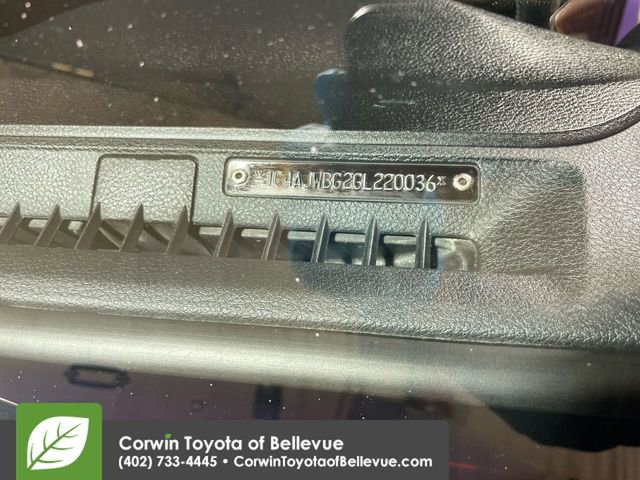 *1C4AJWBG2GL220036*
Corwin Toyota of Bellevue
(402) 733-4445 • CorwinToyotaofBellevue.com